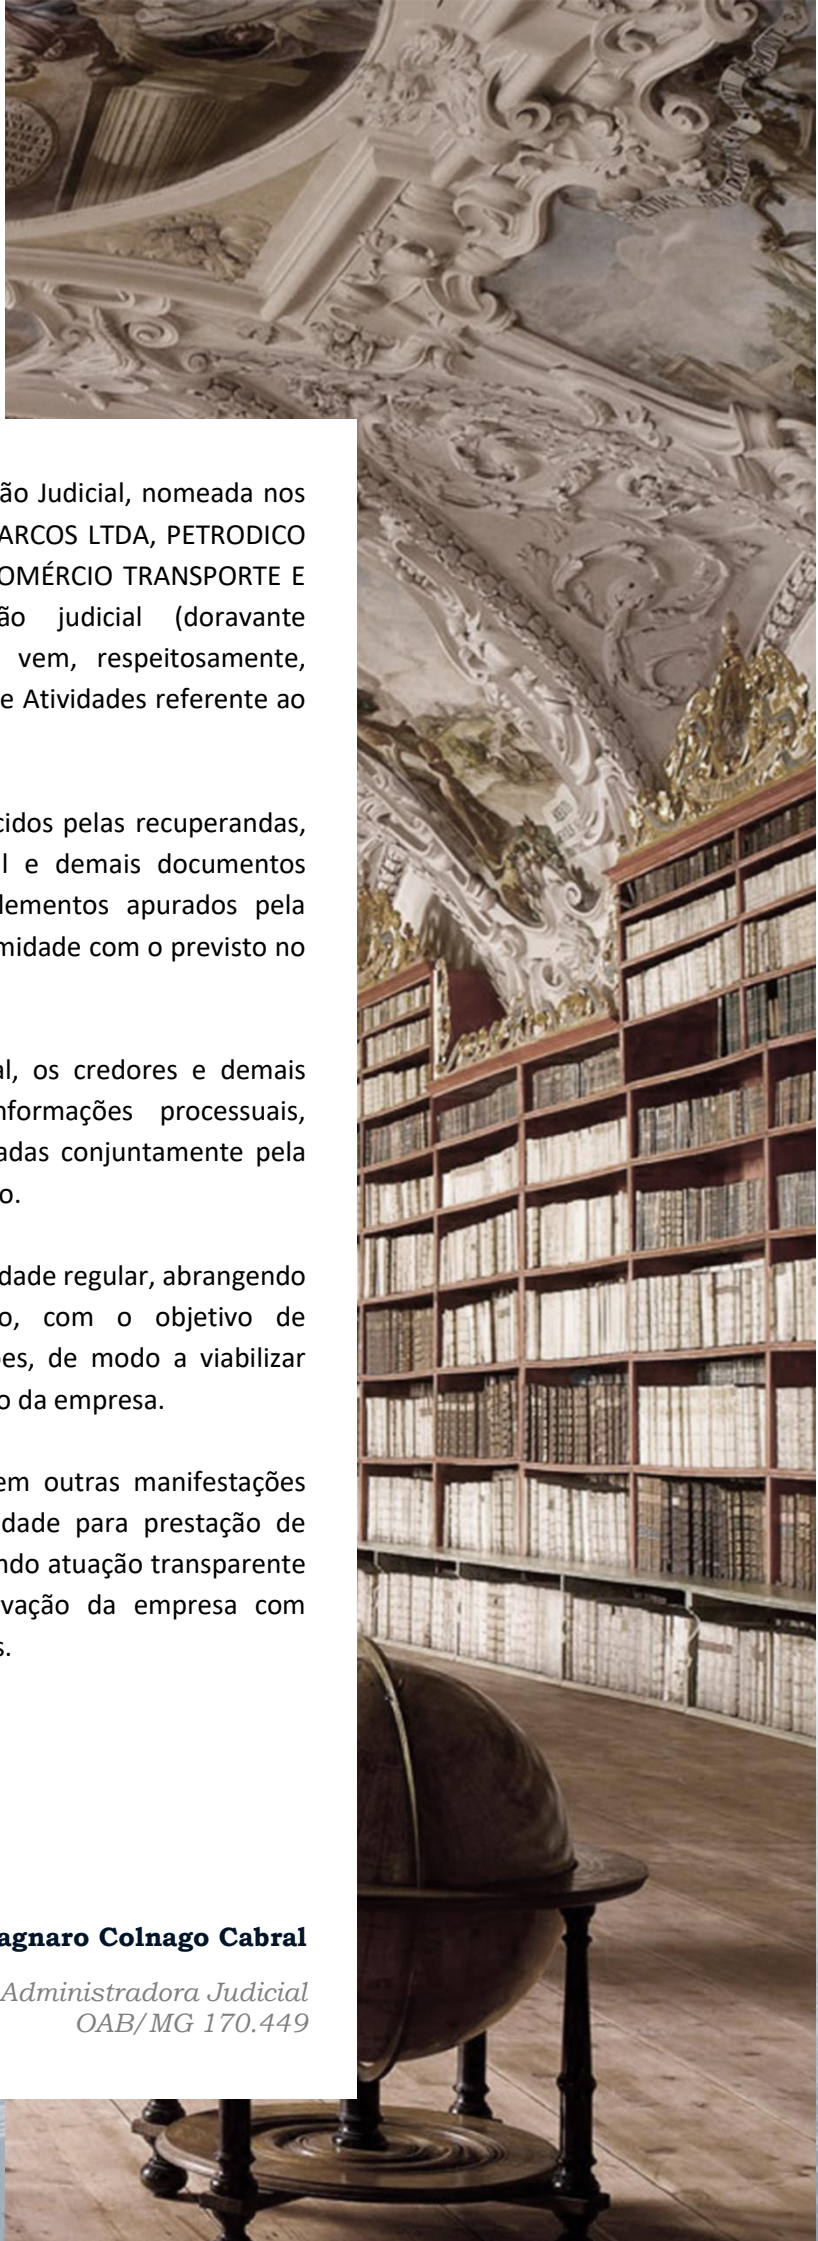 ão Judicial, nomeada nos
ARCOS LTDA, PETRODICO
OMÉRCIO TRANSPORTE E
ão judicial (doravante
vem, respeitosamente,
e Atividades referente ao
cidos pelas recuperandas,
l e demais documentos
lementos apurados pela
midade com o previsto no
al, os credores e demais
nformações processuais,
adas conjuntamente pela
o.
dade regular, abrangendo
o, com o objetivo de
es, de modo a viabilizar
o da empresa.
em outras manifestações
dade para prestação de
ndo atuação transparente
vação da empresa com
s.
agnaro Colnago Cabral
Administradora Judicial
OAB/MG 170.449